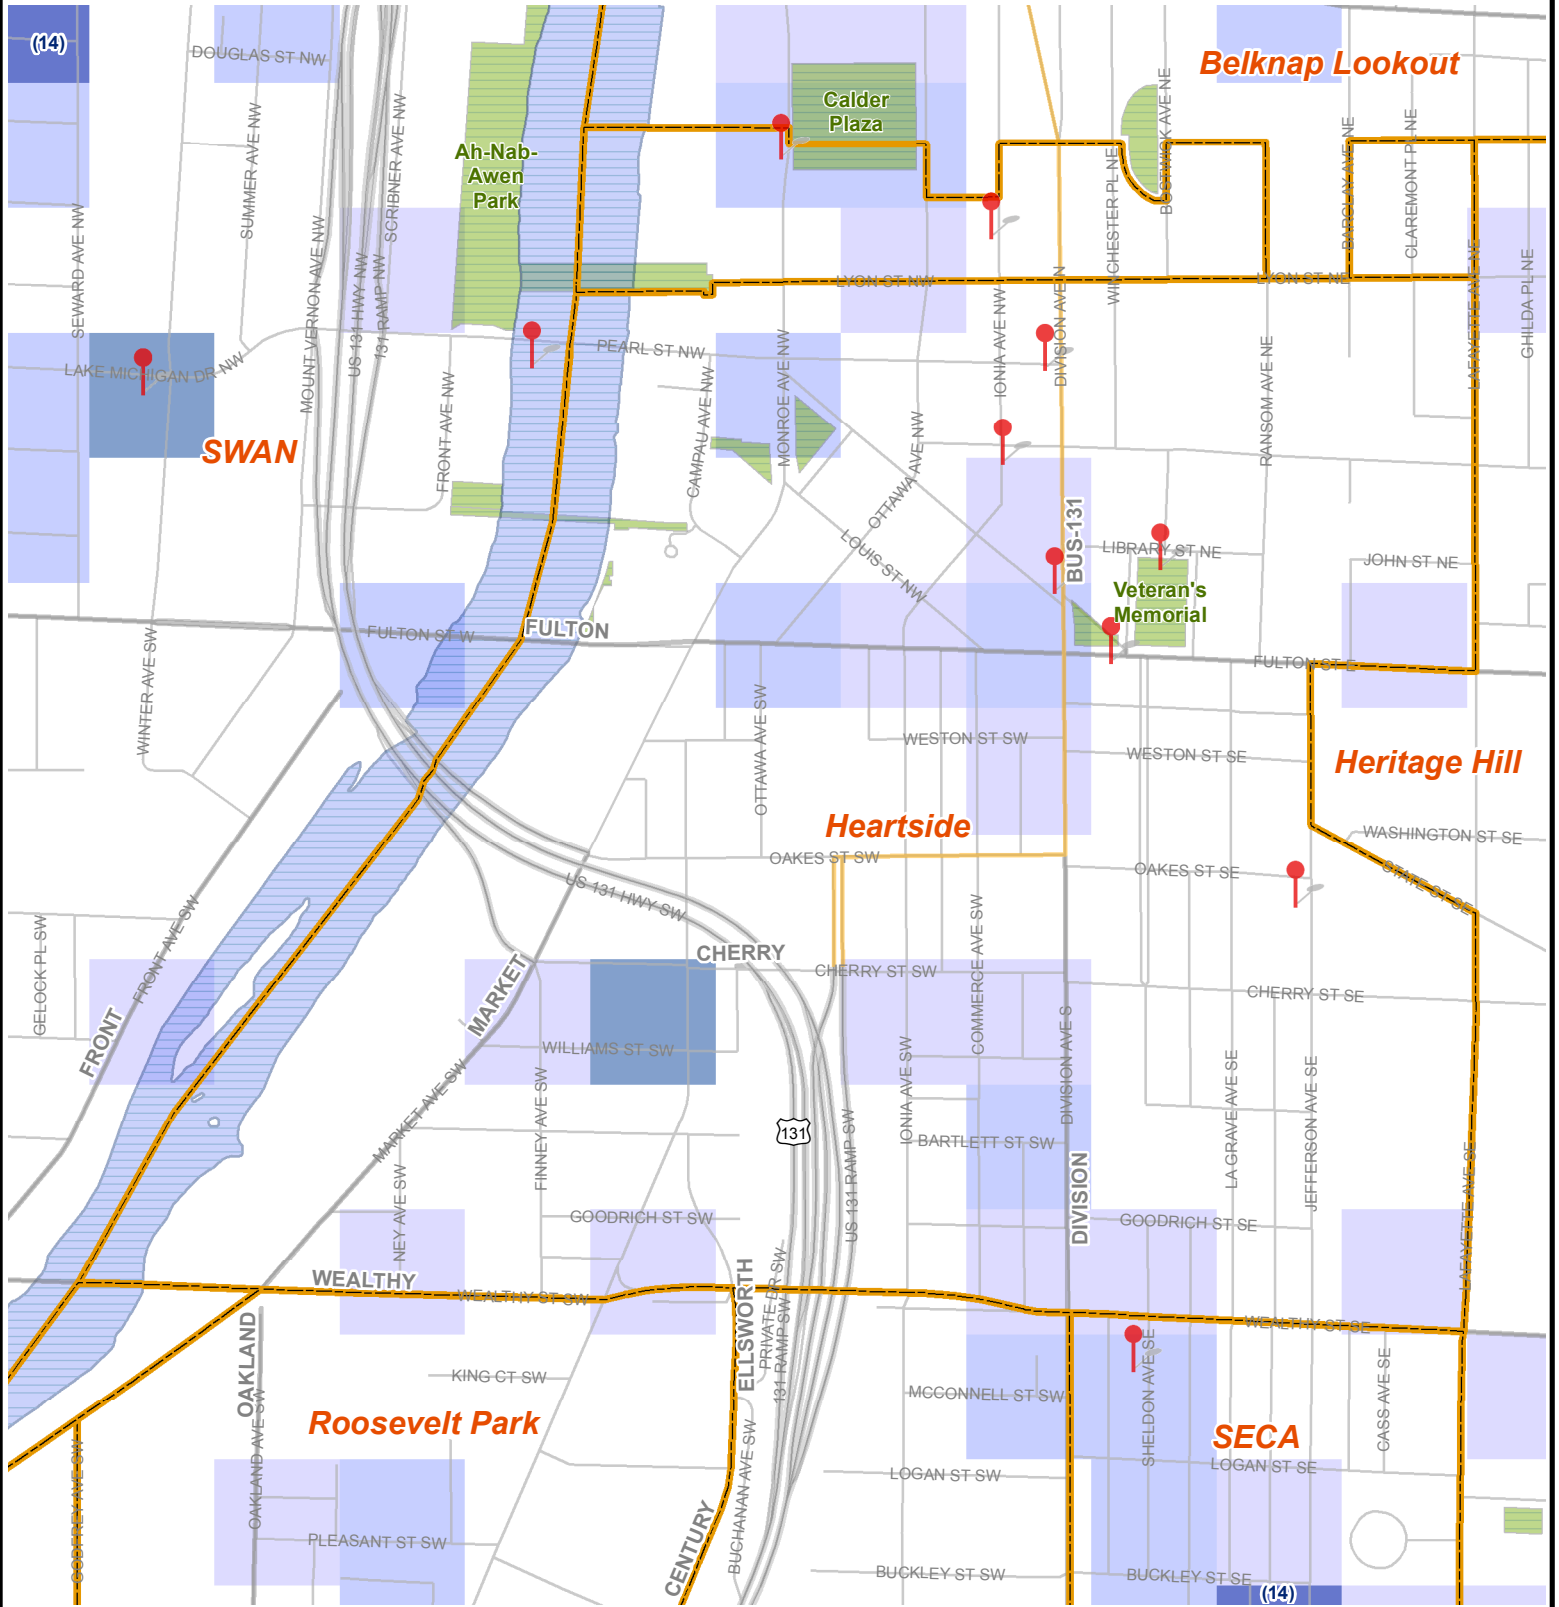 (14)
DOUGLAS ST NW
Belknap Lookout
Calder
Plaza
Ah-Nab-
Awen
Park
SUMMER AVE NW
SCRIBNER AVE NW
BOSTWICK AVE NE
BARCLAY AVE NE
CLAREMONT PL NE
WINCHESTER PL NE
SEWARD AVE NW
MOUNT VERNON AVE NW
US 131 HWY NW
131 RAMP NW
LYON ST NW
LYON ST NE
DIVISION AVE N
IONIA AVE NW
LAFAYETTE AVE NE
GHILDA PL NE
PEARL ST NW
LAKE MICHIGAN DR NW
MONROE AVE NW
RANSOM AVE NE
FRONT AVE NW
CAMPAU AVE NW
OTTAWA AVE NW
SWAN
LOUIS ST NW
BUS-131
LIBRARY ST NE
JOHN ST NE
Veteran's
Memorial
FULTON ST W
FULTON
FULTON ST E
WINTER AVE SW
OTTAWA AVE SW
WESTON ST SW
WESTON ST SE
Heritage Hill
Heartside
WASHINGTON ST SE
OAKES ST SW
OAKES ST SE
STATE ST SE
US 131 HWY SW
GELOCK PL SW
FRONT AVE SW
CHERRY
MARKET
CHERRY ST SW
COMMERCE AVE SW
CHERRY ST SE
FRONT
WILLIAMS ST SW
DIVISION AVE S
IONIA AVE SW
MARKET AVE SW
FINNEY AVE SW
131
US 131 RAMP SW
BARTLETT ST SW
LA GRAVE AVE SE
JEFFERSON AVE SE
NEY AVE SW
DIVISION
LAFAYETTE AVE SE
GOODRICH ST SW
GOODRICH ST SE
WEALTHY
WEALTHY ST SW
ELLSWORTH
PRIVATE DR SW
131 RAMP SW
WEALTHY ST SE
OAKLAND
KING CT SW
MCCONNELL ST SW
SHELDON AVE SE
CASS AVE SE
Roosevelt Park
SECA
OAKLAND AVE SW
GODFREY AVE SW
LOGAN ST SW
LOGAN ST SE
BUCHANAN AVE SW
PLEASANT ST SW
CENTURY
BUCKLEY ST SW
BUCKLEY ST SE
(14)